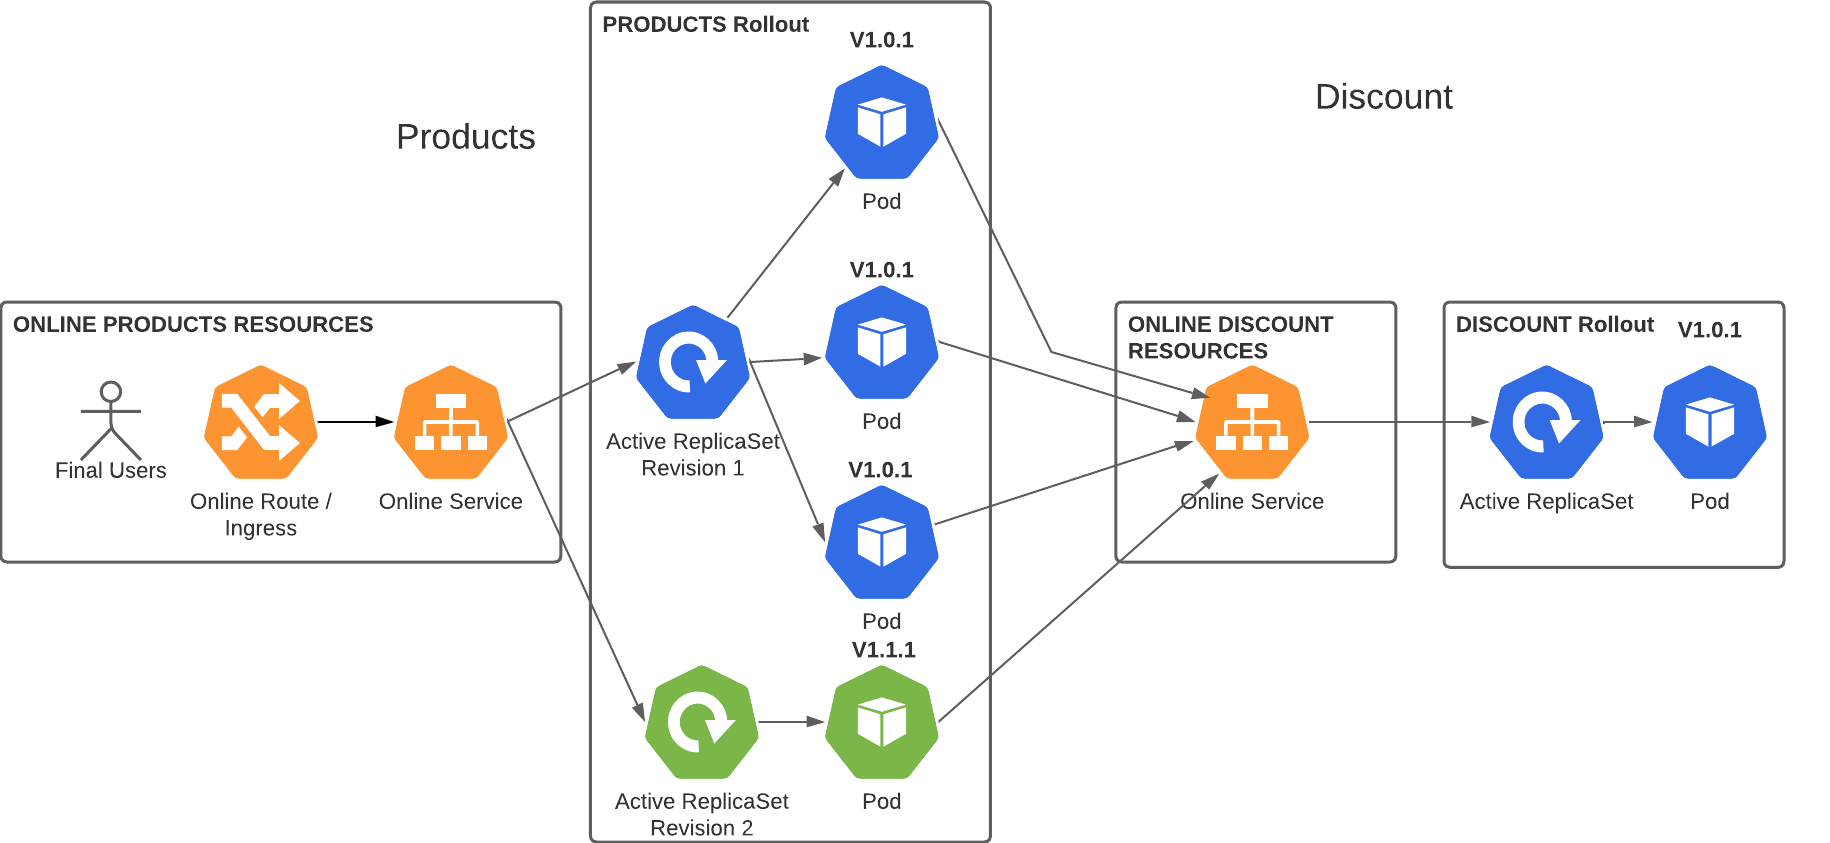 PRODUCTS Rollout
V1.0.1
Pod
Products
Discount
V1.0.1
Pod
ONLINE PRODUCTS RESOURCES
Final Users
Online Route /
Ingress
Online Service
Active ReplicaSet
Revision 1
V1.0.1
Pod
V1.1.1
Active ReplicaSet
Revision 2
Pod
ONLINE DISCOUNT
RESOURCES
Online Service
DISCOUNT Rollout
V1.0.1
Active ReplicaSet
Pod